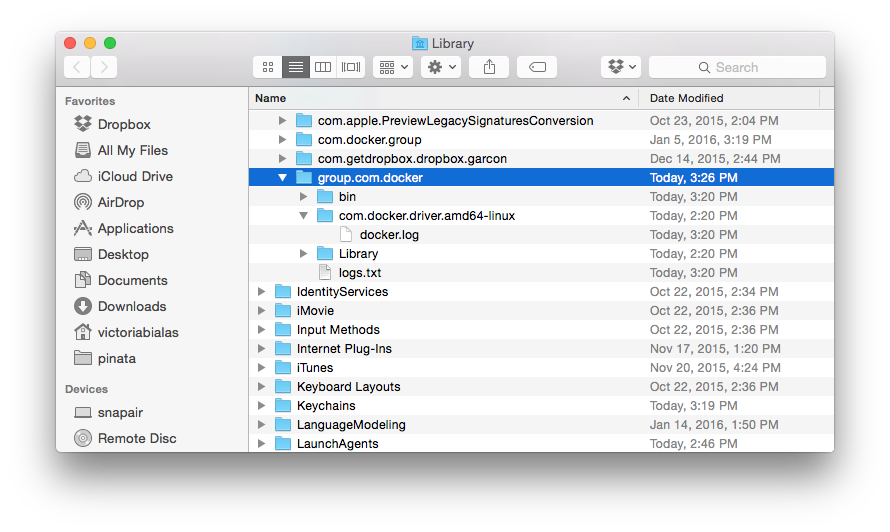 Library
Search
Favorites
Dropbox
All My Files
iCloud Drive
AirDrop
Applications
Desktop
Documents
Downloads
victoriabialas
pinata
Devices
snapair
Remote Disc
Name Date Modified
com.apple.PreviewLegacySignaturesConversion Oct 23, 2015, 2:04 PM
com.docker.group Jan 5, 2016, 3:19 PM
com.getdropbox.dropbox.garcon Dec 14, 2015, 2:44 PM
group.com.docker Today, 3:26 PM
bin Today, 3:20 PM
com.docker.driver.amd64-linux Today, 2:20 PM
docker.log Today, 3:20 PM
Library Today, 2:20 PM
logs.txt Today, 3:20 PM
IdentityServices Oct 22, 2015, 2:34 PM
iMovie Oct 22, 2015, 2:36 PM
Input Methods Oct 22, 2015, 2:36 PM
Internet Plug-Ins Nov 17, 2015, 1:20 PM
iTunes Nov 20, 2015, 4:24 PM
Keyboard Layouts Oct 22, 2015, 2:36 PM
Keychains Today, 3:19 PM
LanguageModeling Jan 14, 2016, 1:50 PM
LaunchAgents Today, 2:46 PM